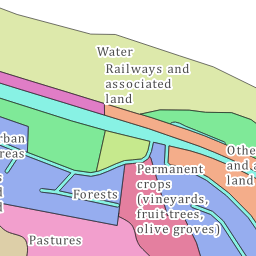 Water
Railways and
associated
land
Othe
and a
land
Permanent
crops
(vineyards,
fruit trees,
olive groves)
Forests
Pastures
rban
reas